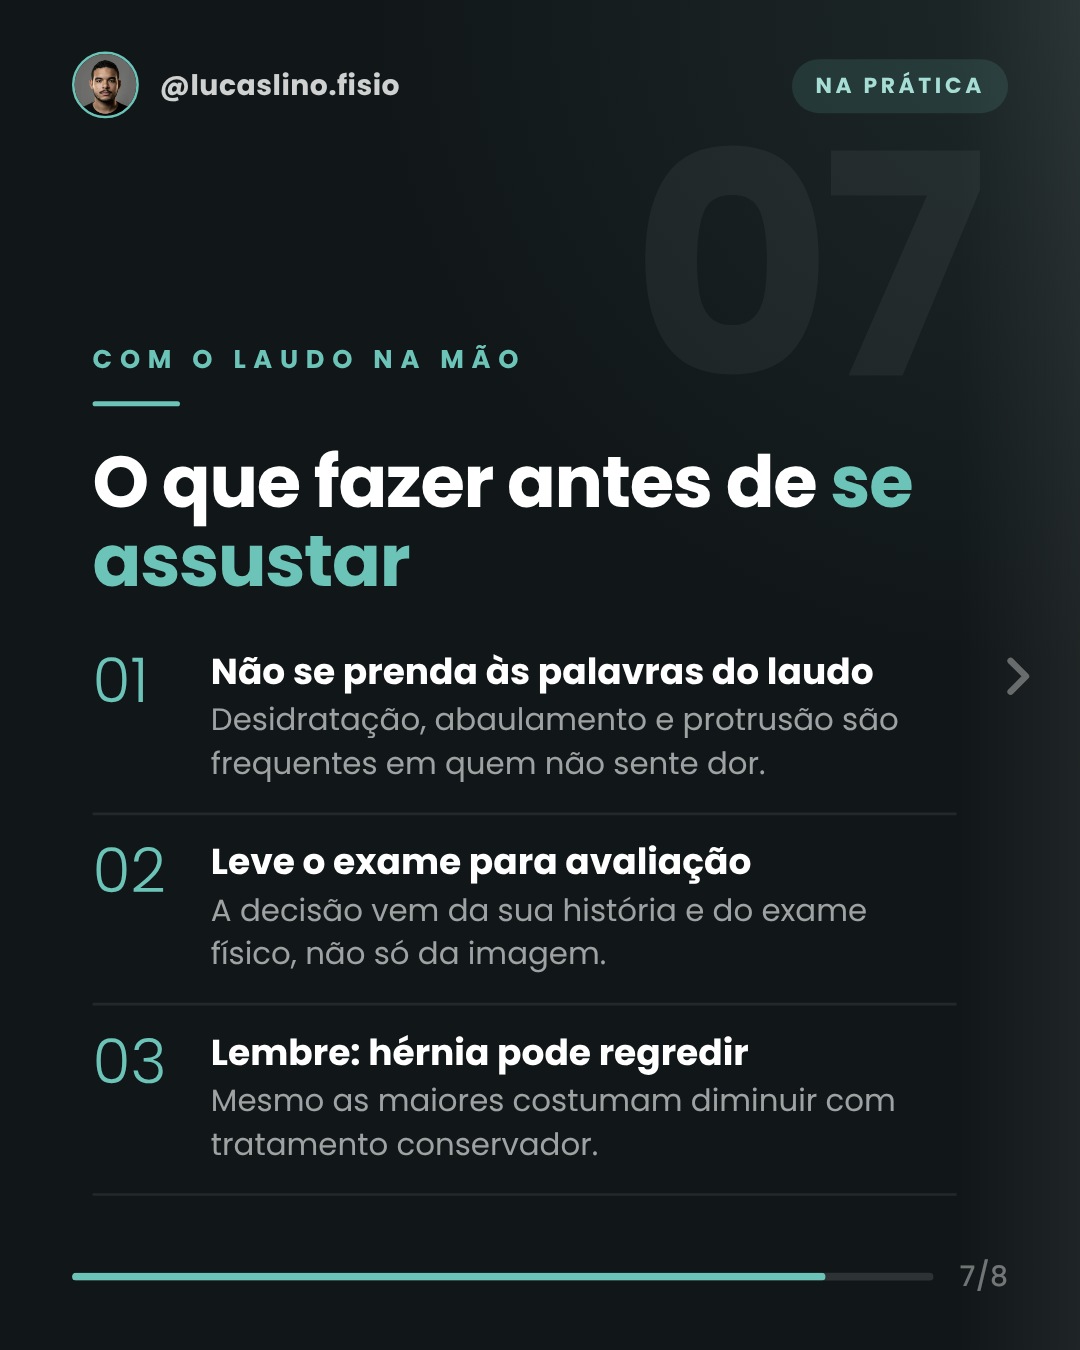 @lucaslino.fisio
NA PRÁTICA
07
COM O LAUDO NA MÃO
O que fazer antes de se
assustar
01
Não se prenda às palavras do laudo
Desidratação, abaulamento e protrusão são
frequentes em quem não sente dor.
02
Leve o exame para avaliação
A decisão vem da sua história e do exame
físico, não só da imagem.
03
Lembre: hérnia pode regredir
Mesmo as maiores costumam diminuir com
tratamento conservador.
7/8